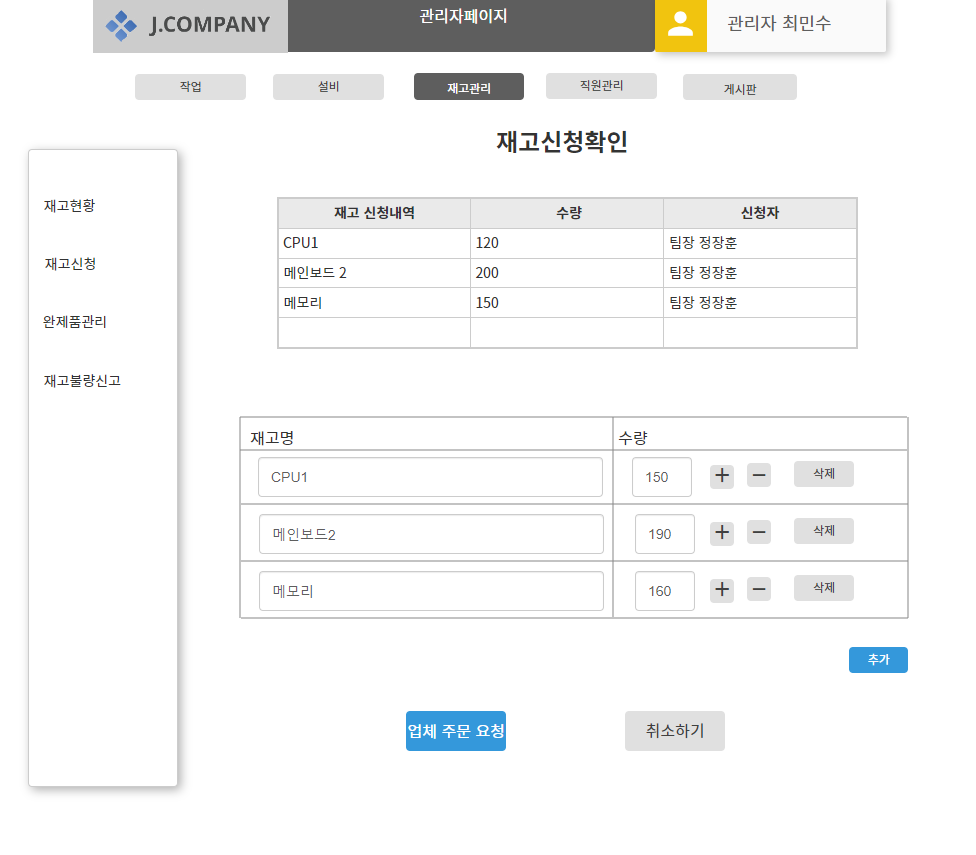 J.COMPANY
관리자페이지
관리자 최민수
작업 설비 재고관리 직원관리 게시판
재고신청확인
재고현황
재고신청
완제품관리
재고불량신고
재고 신청내역 수량 신청자
CPU1 120 팀장 정장훈
메인보드 2 200 팀장 정장훈
메모리 150 팀장 정장훈
재고명 수량
CPU1 150 + − 삭제
메인보드2 190 + − 삭제
메모리 160 + − 삭제
추가
업체 주문 요청 취소하기